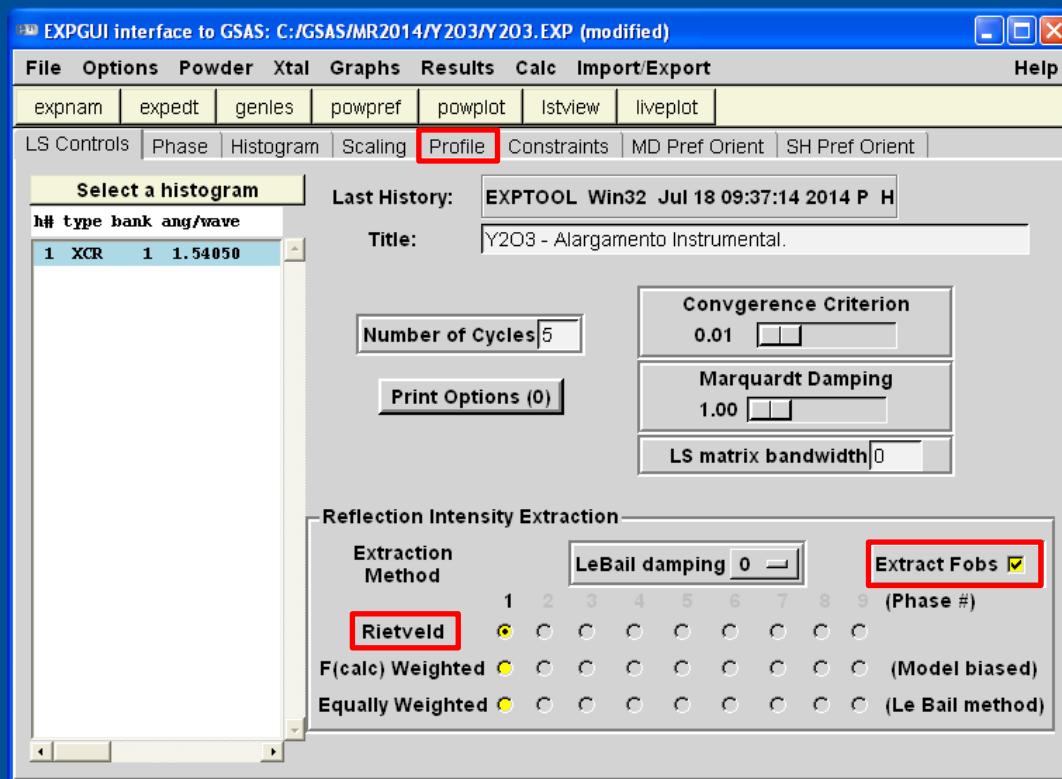 EXPGUI interface to GSAS: C:/GSAS/MR2014/Y2O3/Y2O3.EXP (modified)
File Options Powder Xtal Graphs Results Calc Import/Export Help
expnam expedt genles powpref powplot lstview liveplot
LS Controls Phase Histogram Scaling Profile Constraints MD Pref Orient SH Pref Orient
Select a histogram
h# type bank ang/wave
1 XCR 1 1.54050
Last History: EXPTOOL Win32 Jul 18 09:37:14 2014 P H
Title: Y2O3 - Alargamento Instrumental.
Number of Cycles 5
Print Options (0)
Convgerence Criterion
0.01
Marquardt Damping
1.00
LS matrix bandwidth 0
Reflection Intensity Extraction
Extraction
Method
LeBail damping 0
Extract Fobs
1 2 3 4 5 6 7 8 9 (Phase #)
Rietveld
F(calc) Weighted (Model biased)
Equally Weighted (Le Bail method)